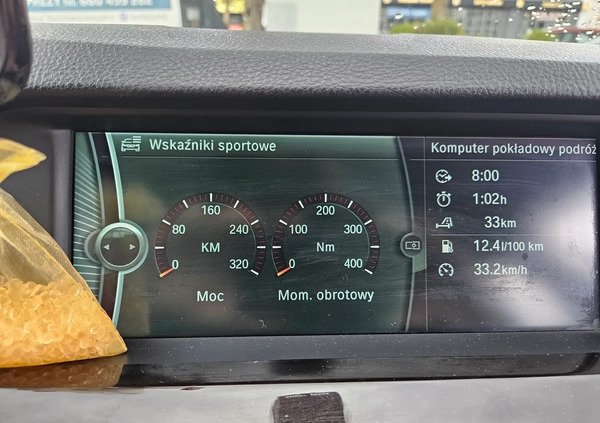 Wskaźniki sportowe
Komputer pokładowy podróż
160
80
240
KM
0
320
Moc
200
100
300
Nm
0
400
Mom. obrotowy
8:00
1:02h
33km
12.4l/100 km
33.2km/h